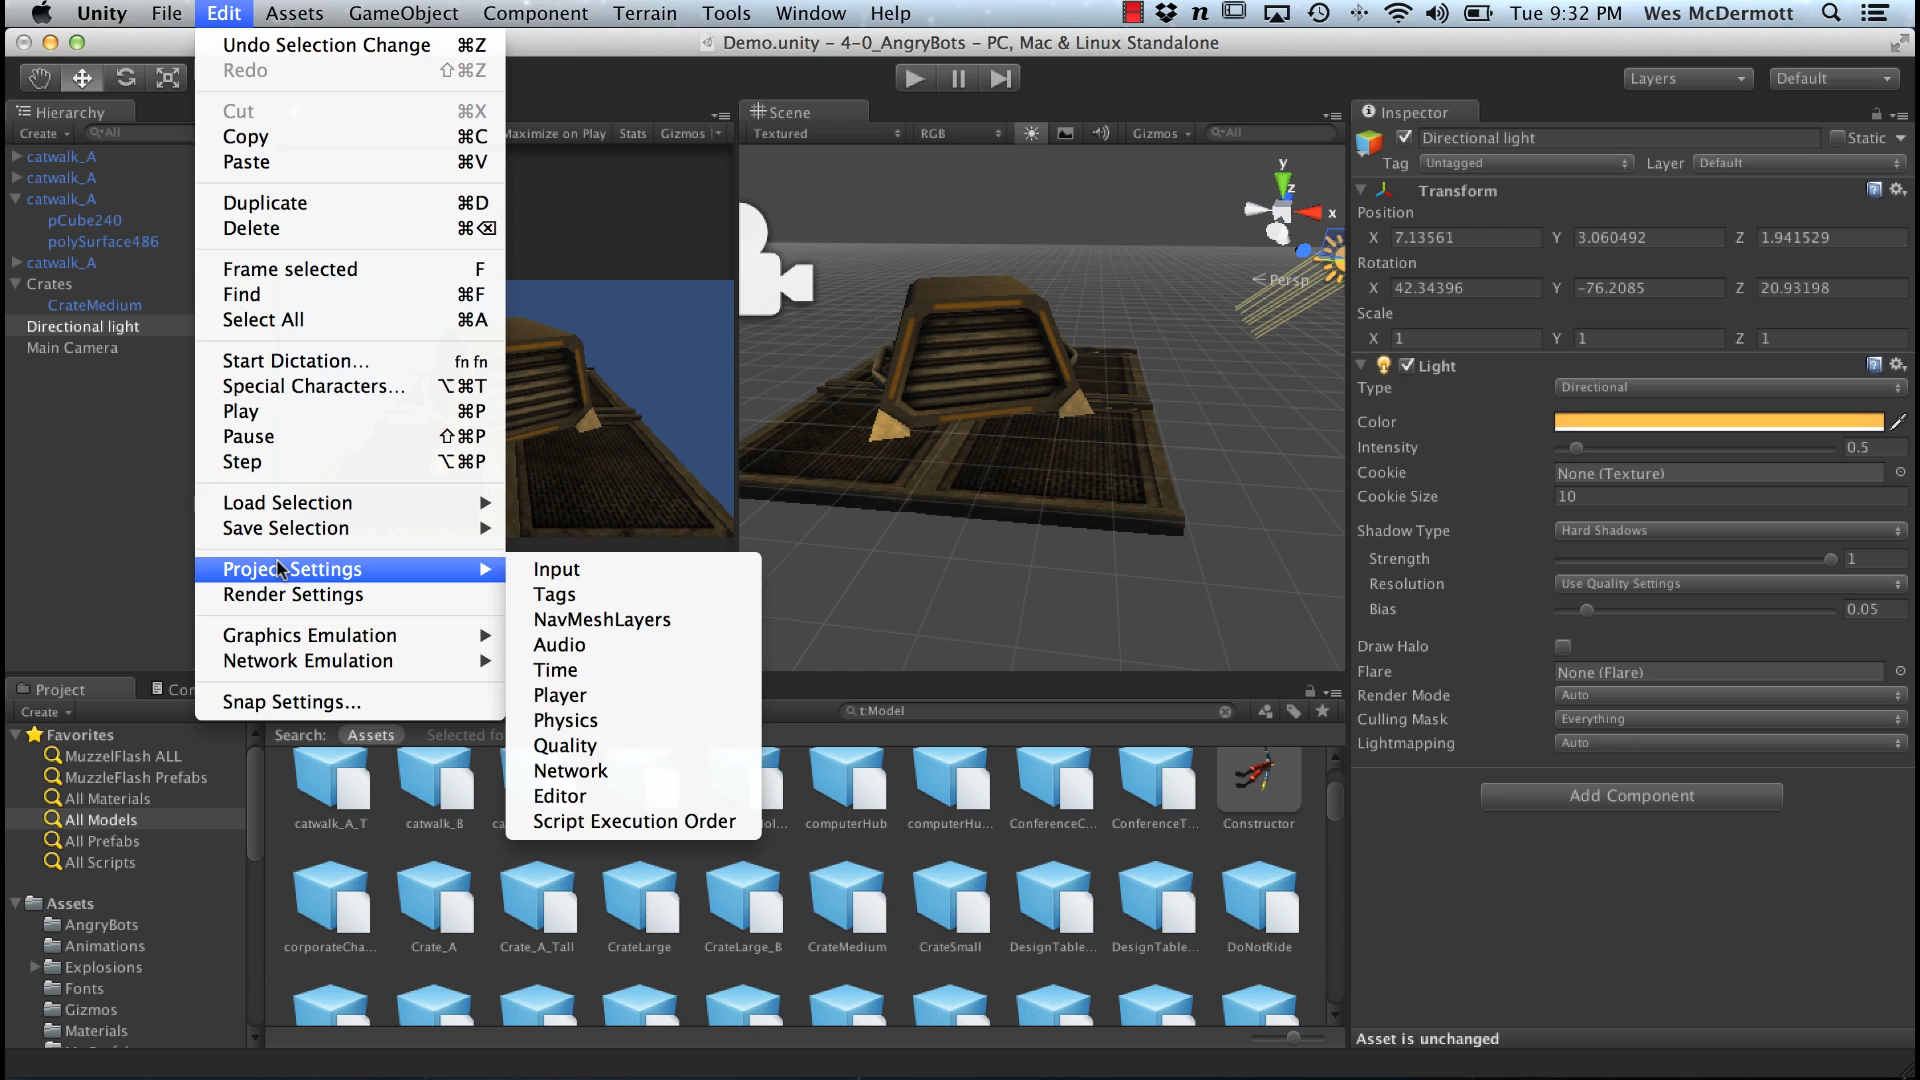 Unity File Edit Assets GameObject Component Terrain Tools Window Help Tue 9:32 PM Wes McDermott
Demo.unity – 4-0_AngryBots – PC, Mac & Linux Standalone
Layers Default
Undo Selection Change ⌘Z
Redo ⇧⌘Z
Cut ⌘X
Copy ⌘C
Paste ⌘V
Duplicate ⌘D
Delete ⌘⌫
Frame selected F
Find ⌘F
Select All ⌘A
Start Dictation... fn fn
Special Characters... ⌥⌘T
Play ⌘P
Pause ⇧⌘P
Step ⌥⌘P
Load Selection
Save Selection
Project Settings
Render Settings
Graphics Emulation
Network Emulation
Snap Settings...
Input
Tags
NavMeshLayers
Audio
Time
Player
Physics
Quality
Network
Editor
Script Execution Order
Hierarchy
Create All
catwalk_A
catwalk_A
catwalk_A
pCube240
polySurface486
catwalk_A
Crates
CrateMedium
Directional light
Main Camera
Maximize on Play Stats Gizmos
Scene
Textured RGB Gizmos All
y
z
x
Persp
Inspector
Directional light Static
Tag Untagged Layer Default
Transform
Position
X 7.13561 Y 3.060492 Z 1.941529
Rotation
X 42.34396 Y -76.2085 Z 20.93198
Scale
X 1 Y 1 Z 1
Light
Type Directional
Color
Intensity 0.5
Cookie None (Texture)
Cookie Size 10
Shadow Type Hard Shadows
Strength 1
Resolution Use Quality Settings
Bias 0.05
Draw Halo
Flare None (Flare)
Render Mode Auto
Culling Mask Everything
Lightmapping Auto
Add Component
Asset is unchanged
Project Con
Create t:Model
Favorites
MuzzelFlash ALL
MuzzleFlash Prefabs
All Materials
All Models
All Prefabs
All Scripts
Assets
AngryBots
Animations
Explosions
Fonts
Gizmos
Materials
Search: Assets Selected fo
catwalk_A_T catwalk_B computerHub computerHu... ConferenceC... ConferenceT... Constructor
corporateCha... Crate_A Crate_A_Tall CrateLarge CrateLarge_B CrateMedium CrateSmall DesignTable... DesignTable... DoNotRide